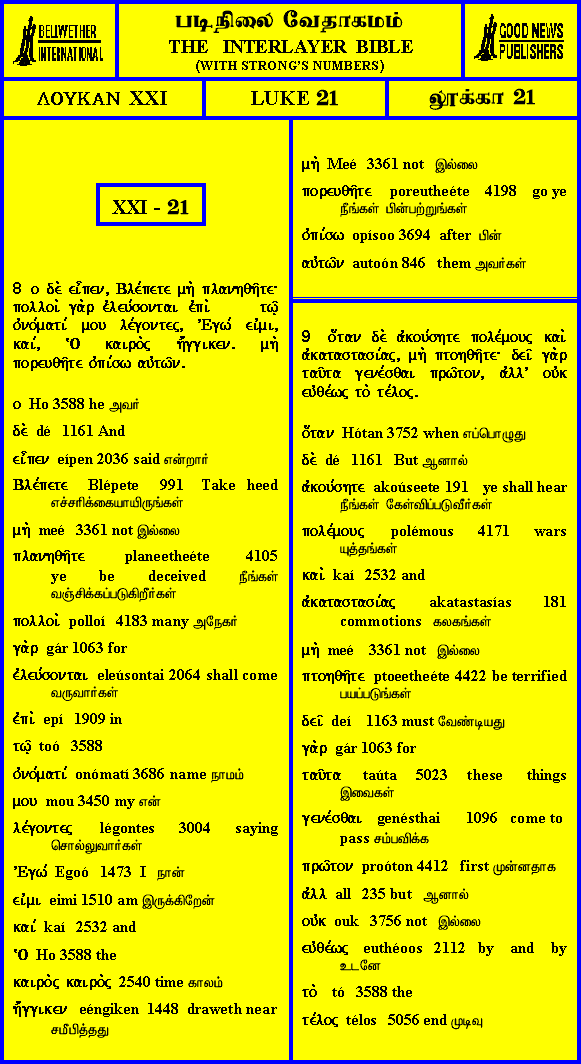 BELLWETHER
INTERNATIONAL
படிநிலை வேதாகமம்
THE INTERLAYER BIBLE
(WITH STRONG'S NUMBERS)
GOOD NEWS
PUBLISHERS
ΛΟΥΚΑΝ XXI
LUKE 21
லூக்கா 21
XXI - 21
8 ο δὲ εἶπεν, Βλέπετε μὴ πλανηθῆτε·
πολλοὶ γὰρ ἐλεύσονται ἐπὶ τῷ
ὀνόματί μου λέγοντες, Ἐγώ εἰμι,
καί, Ὁ καιρὸς ἤγγικεν. μὴ
πορευθῆτε ὀπίσω αὐτῶν.
ο Ho 3588 he அவர்
δὲ dé 1161 And
εἶπεν eípen 2036 said என்றார்
Βλέπετε Blépete 991 Take heed
எச்சரிக்கையாயிருங்கள்
μὴ meé 3361 not இல்லை
πλανηθῆτε planeetheéte 4105
ye be deceived நீங்கள்
வஞ்சிக்கப்படுகிறீர்கள்
πολλοὶ polloí 4183 many அநேகர்
γὰρ gár 1063 for
ἐλεύσονται eleúsontai 2064 shall come
வருவார்கள்
ἐπὶ epí 1909 in
τῷ toó 3588
ὀνόματί onómatí 3686 name நாமம்
μου mou 3450 my என்
λέγοντες légontes 3004 saying
சொல்லுவார்கள்
Ἐγώ Egoó 1473 I நான்
εἰμι eimi 1510 am இருக்கிறேன்
καί kaí 2532 and
Ὁ Ho 3588 the
καιρὸς καιρὸς 2540 time காலம்
ἤγγικεν eéngiken 1448 draweth near
சமீபித்தது
μὴ Meé 3361 not இல்லை
πορευθῆτε poreutheéte 4198 go ye
நீங்கள் பின்பற்றுங்கள்
ὀπίσω opísoo 3694 after பின்
αὐτῶν autoón 846 them அவர்கள்
9 ὅταν δὲ ἀκούσητε πολέμους καὶ
ἀκαταστασίας, μὴ πτοηθῆτε· δεῖ γὰρ
ταῦτα γενέσθαι πρῶτον, ἀλλ' οὐκ
εὐθέως τὸ τέλος.
ὅταν Hótan 3752 when எப்பொழுது
δὲ dé 1161 But ஆனால்
ἀκούσητε akoúseete 191 ye shall hear
நீங்கள் கேள்விப்படுவீர்கள்
πολέμους polémous 4171 wars
யுத்தங்கள்
καὶ kaí 2532 and
ἀκαταστασίας akatastasías 181
commotions கலகங்கள்
μὴ meé 3361 not இல்லை
πτοηθῆτε ptoeetheéte 4422 be terrified
பயப்படுங்கள்
δεῖ deí 1163 must வேண்டியது
γὰρ gár 1063 for
ταῦτα taúta 5023 these things
இவைகள்
γενέσθαι genésthai 1096 come to
pass சம்பவிக்க
πρῶτον proóton 4412 first முன்னதாக
ἀλλ all 235 but ஆனால்
οὐκ ouk 3756 not இல்லை
εὐθέως euthéoos 2112 by and by
உடனே
τὸ tó 3588 the
τέλος télos 5056 end முடிவு